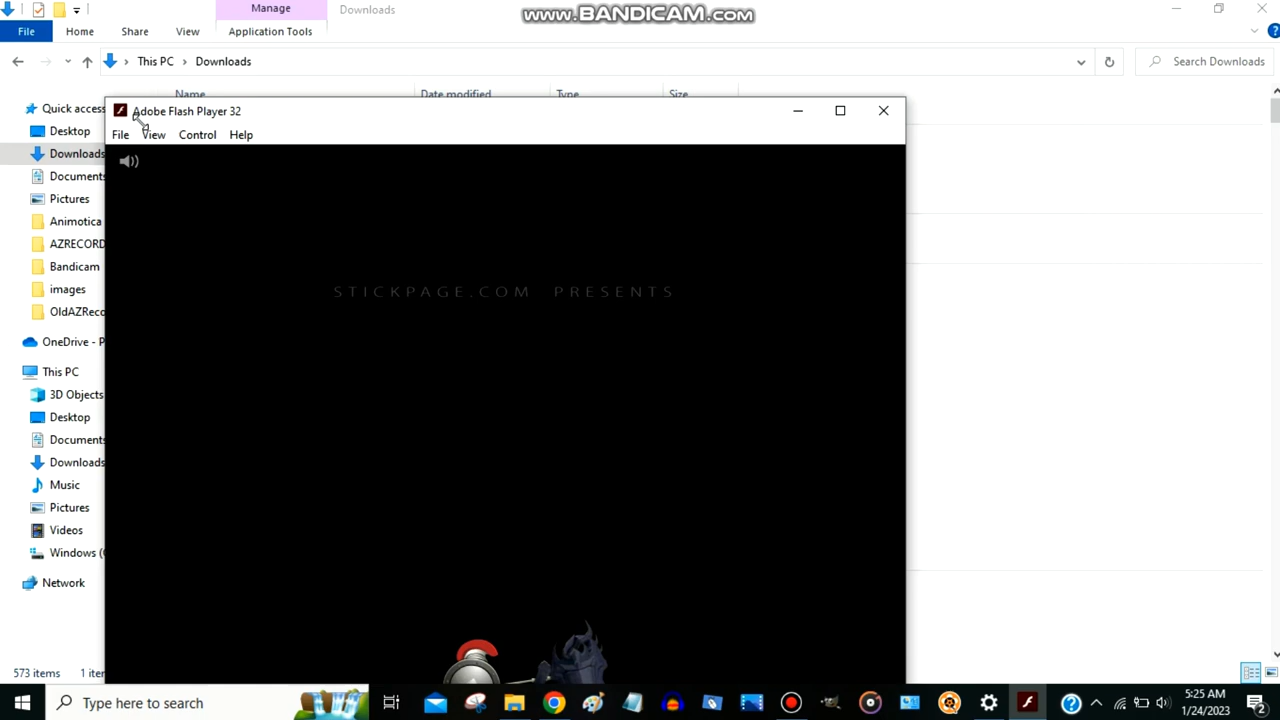 Manage
Downloads
www.BANDICAM.com
File
Home
Share
View
Application Tools
This PC
Downloads
Search Downloads
Name
Date modified
Type
Size
Quick access
Desktop
Downloads
Documents
Pictures
Animotica
AZRECORD
Bandicam
images
OldAZReco
OneDrive - P
This PC
3D Objects
Desktop
Documents
Downloads
Music
Pictures
Videos
Windows (
Network
573 items
1 iter
Adobe Flash Player 32
File
View
Control
Help
STICKPAGE.COM PRESENTS
Type here to search
5:25 AM
1/24/2023
2